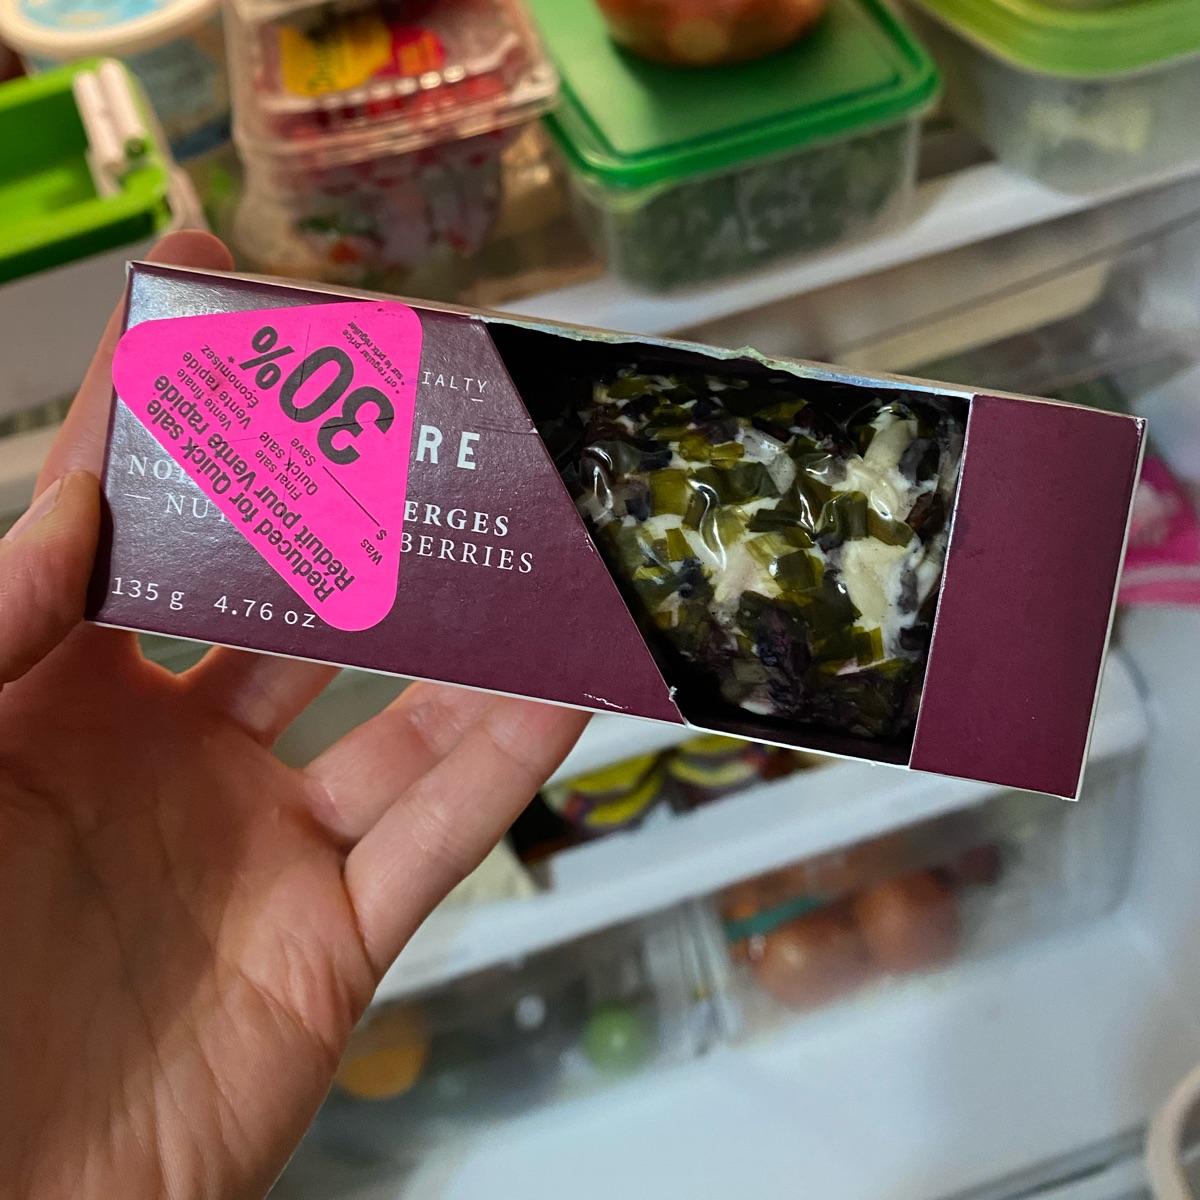 IALTY
RE
NO ERGES
NU BERRIES
135 g 4.76 oz
Reduced for Quick sale
Réduit pour Vente rapide
Final sale
Vente finale
Quick sale
Vente rapide
Save
Économisez
30%*
Was $
* off regular price
* sur le prix régulier